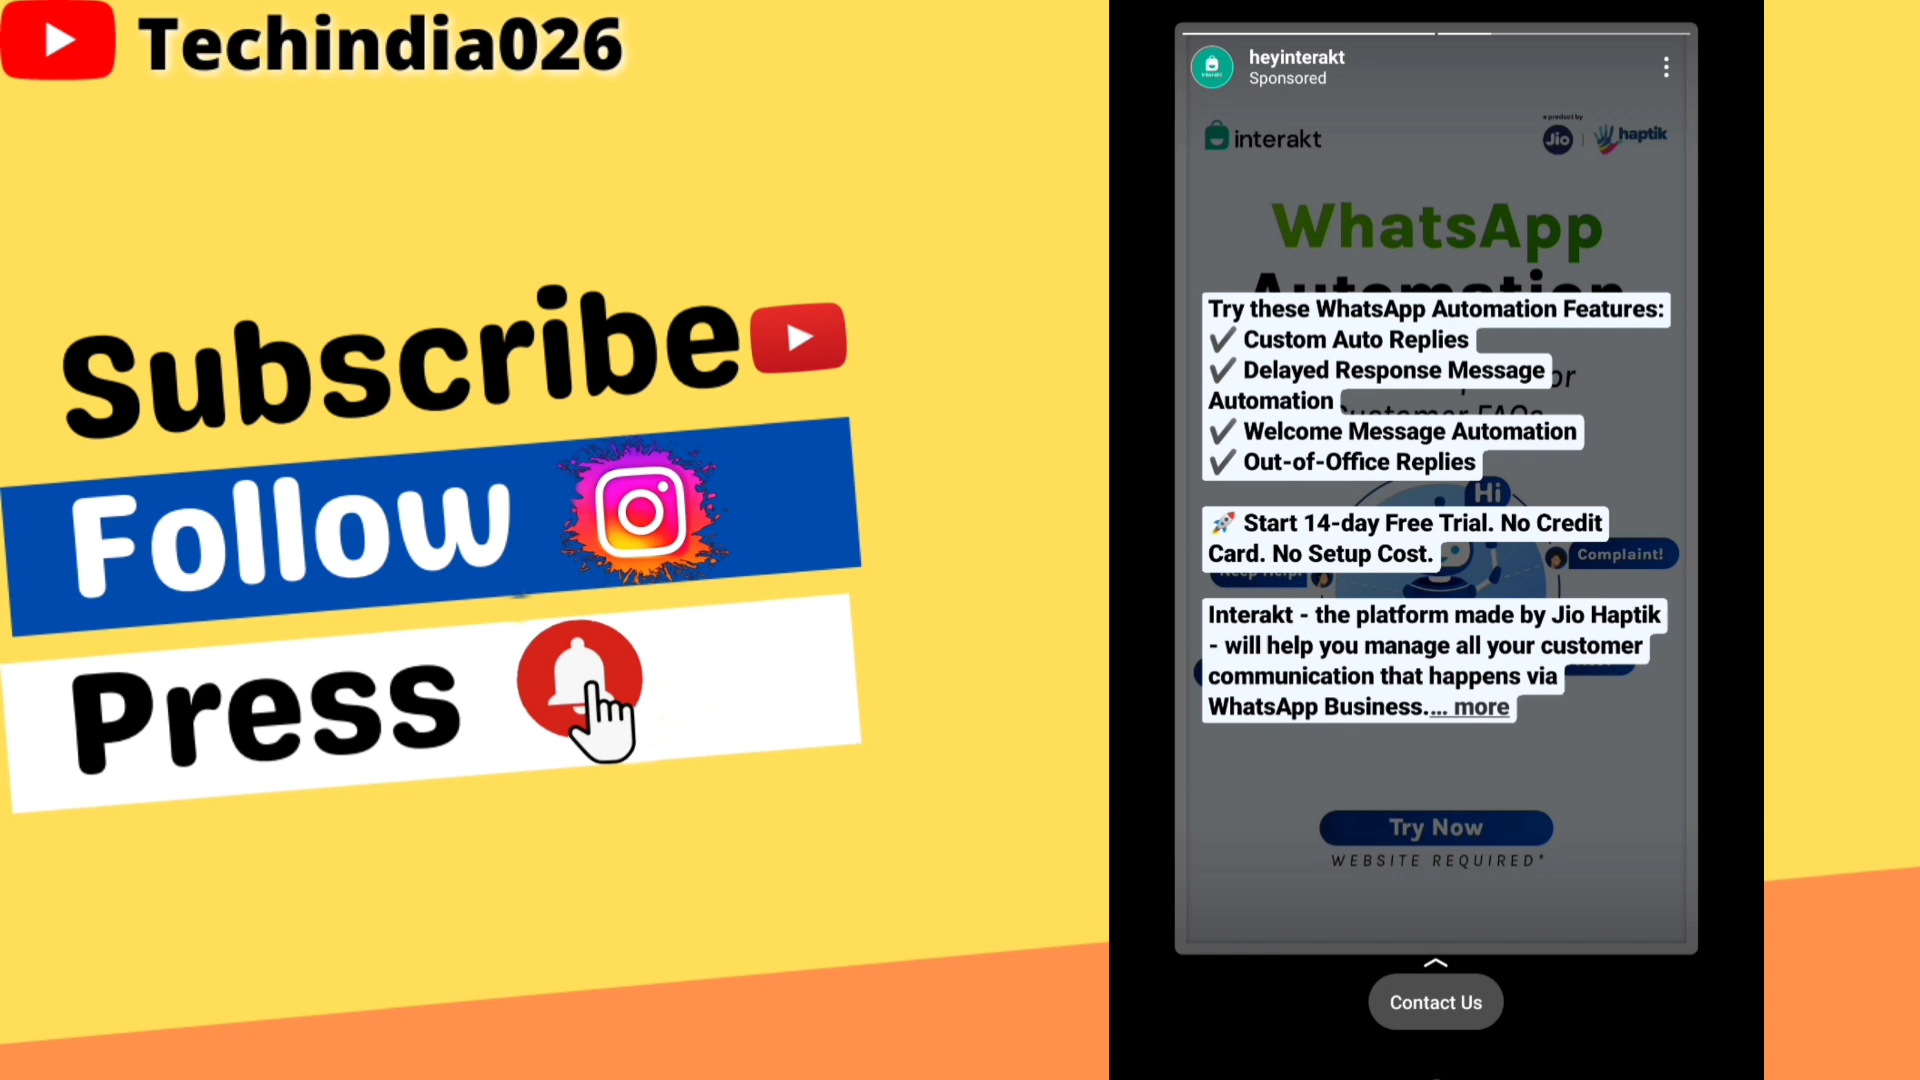 Techindia026
Subscribe
Follow
Press
heyinterakt
Sponsored
interakt
a product by
Jio
haptik
WhatsApp
Automation
Try these WhatsApp Automation Features:
✔ Custom Auto Replies
✔ Delayed Response Message
Automation
✔ Welcome Message Automation
✔ Out-of-Office Replies
Hi
🚀 Start 14-day Free Trial. No Credit
Card. No Setup Cost.
Complaint!
Interakt - the platform made by Jio Haptik
- will help you manage all your customer
communication that happens via
WhatsApp Business.... more
Try Now
WEBSITE REQUIRED*
Contact Us